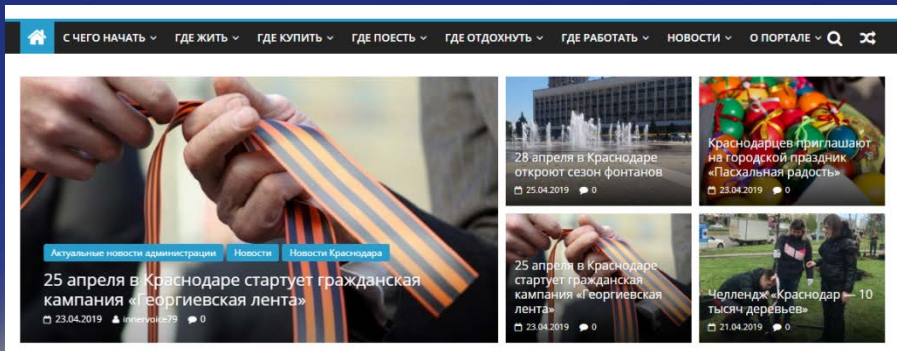 С ЧЕГО НАЧАТЬ ГДЕ ЖИТЬ ГДЕ КУПИТЬ ГДЕ ПОЕСТЬ ГДЕ ОТДОХНУТЬ ГДЕ РАБОТАТЬ НОВОСТИ О ПОРТАЛЕ
Актуальные новости администрации Новости Новости Краснодара
25 апреля в Краснодаре стартует гражданская
кампания «Георгиевская лента»
23.04.2019 innervoice79 0
28 апреля в Краснодаре
откроют сезон фонтанов
25.04.2019 0
Краснодарцев приглашают
на городской праздник
«Пасхальная радость»
23.04.2019 0
25 апреля в Краснодаре
стартует гражданская
кампания «Георгиевская
лента»
23.04.2019 0
Челлендж «Краснодар — 10
тысяч деревьев»
21.04.2019 0